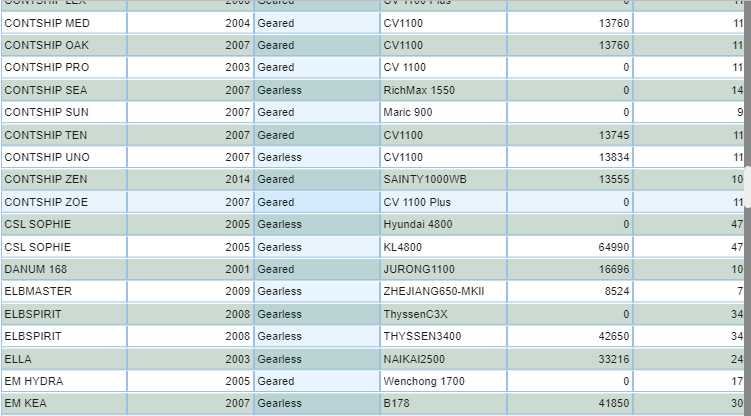 CONTSHIP LEX 2006 Geared CV 1100 Plus 0 11
CONTSHIP MED 2004 Geared CV1100 13760 11
CONTSHIP OAK 2007 Geared CV1100 13760 11
CONTSHIP PRO 2003 Geared CV 1100 0 11
CONTSHIP SEA 2007 Gearless RichMax 1550 0 14
CONTSHIP SUN 2007 Geared Maric 900 0 9
CONTSHIP TEN 2007 Geared CV1100 13745 11
CONTSHIP UNO 2007 Gearless CV1100 13834 11
CONTSHIP ZEN 2014 Geared SAINTY1000WB 13555 10
CONTSHIP ZOE 2007 Geared CV 1100 Plus 0 11
CSL SOPHIE 2005 Gearless Hyundai 4800 0 47
CSL SOPHIE 2005 Gearless KL4800 64990 47
DANUM 168 2001 Geared JURONG1100 16696 10
ELBMASTER 2009 Gearless ZHEJIANG650-MKII 8524 7
ELBSPIRIT 2008 Gearless ThyssenC3X 0 34
ELBSPIRIT 2008 Gearless THYSSEN3400 42650 34
ELLA 2003 Gearless NAIKAI2500 33216 24
EM HYDRA 2005 Geared Wenchong 1700 0 17
EM KEA 2007 Gearless B178 41850 30